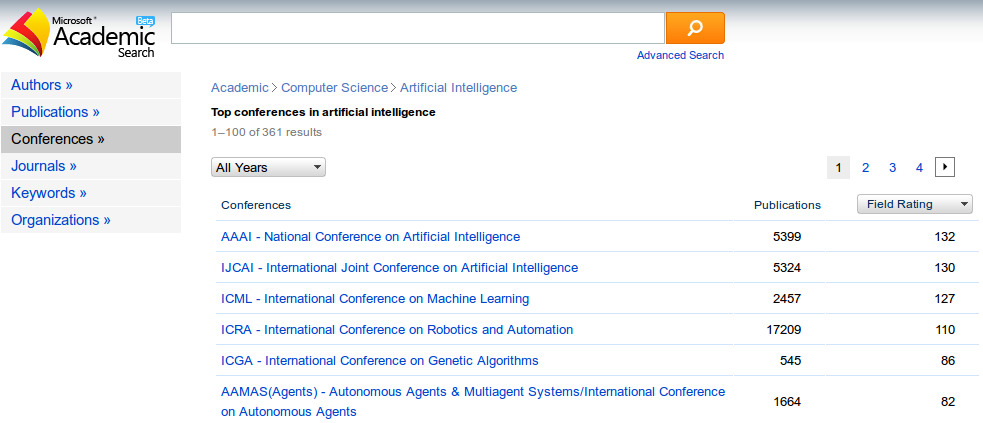 Microsoft® Beta
Academic
Search
Advanced Search
Authors »
Publications »
Conferences »
Journals »
Keywords »
Organizations »
Academic > Computer Science > Artificial Intelligence
Top conferences in artificial intelligence
1–100 of 361 results
All Years 1 2 3 4
Conferences Publications Field Rating
AAAI - National Conference on Artificial Intelligence 5399 132
IJCAI - International Joint Conference on Artificial Intelligence 5324 130
ICML - International Conference on Machine Learning 2457 127
ICRA - International Conference on Robotics and Automation 17209 110
ICGA - International Conference on Genetic Algorithms 545 86
AAMAS(Agents) - Autonomous Agents & Multiagent Systems/International Conference
on Autonomous Agents 1664 82